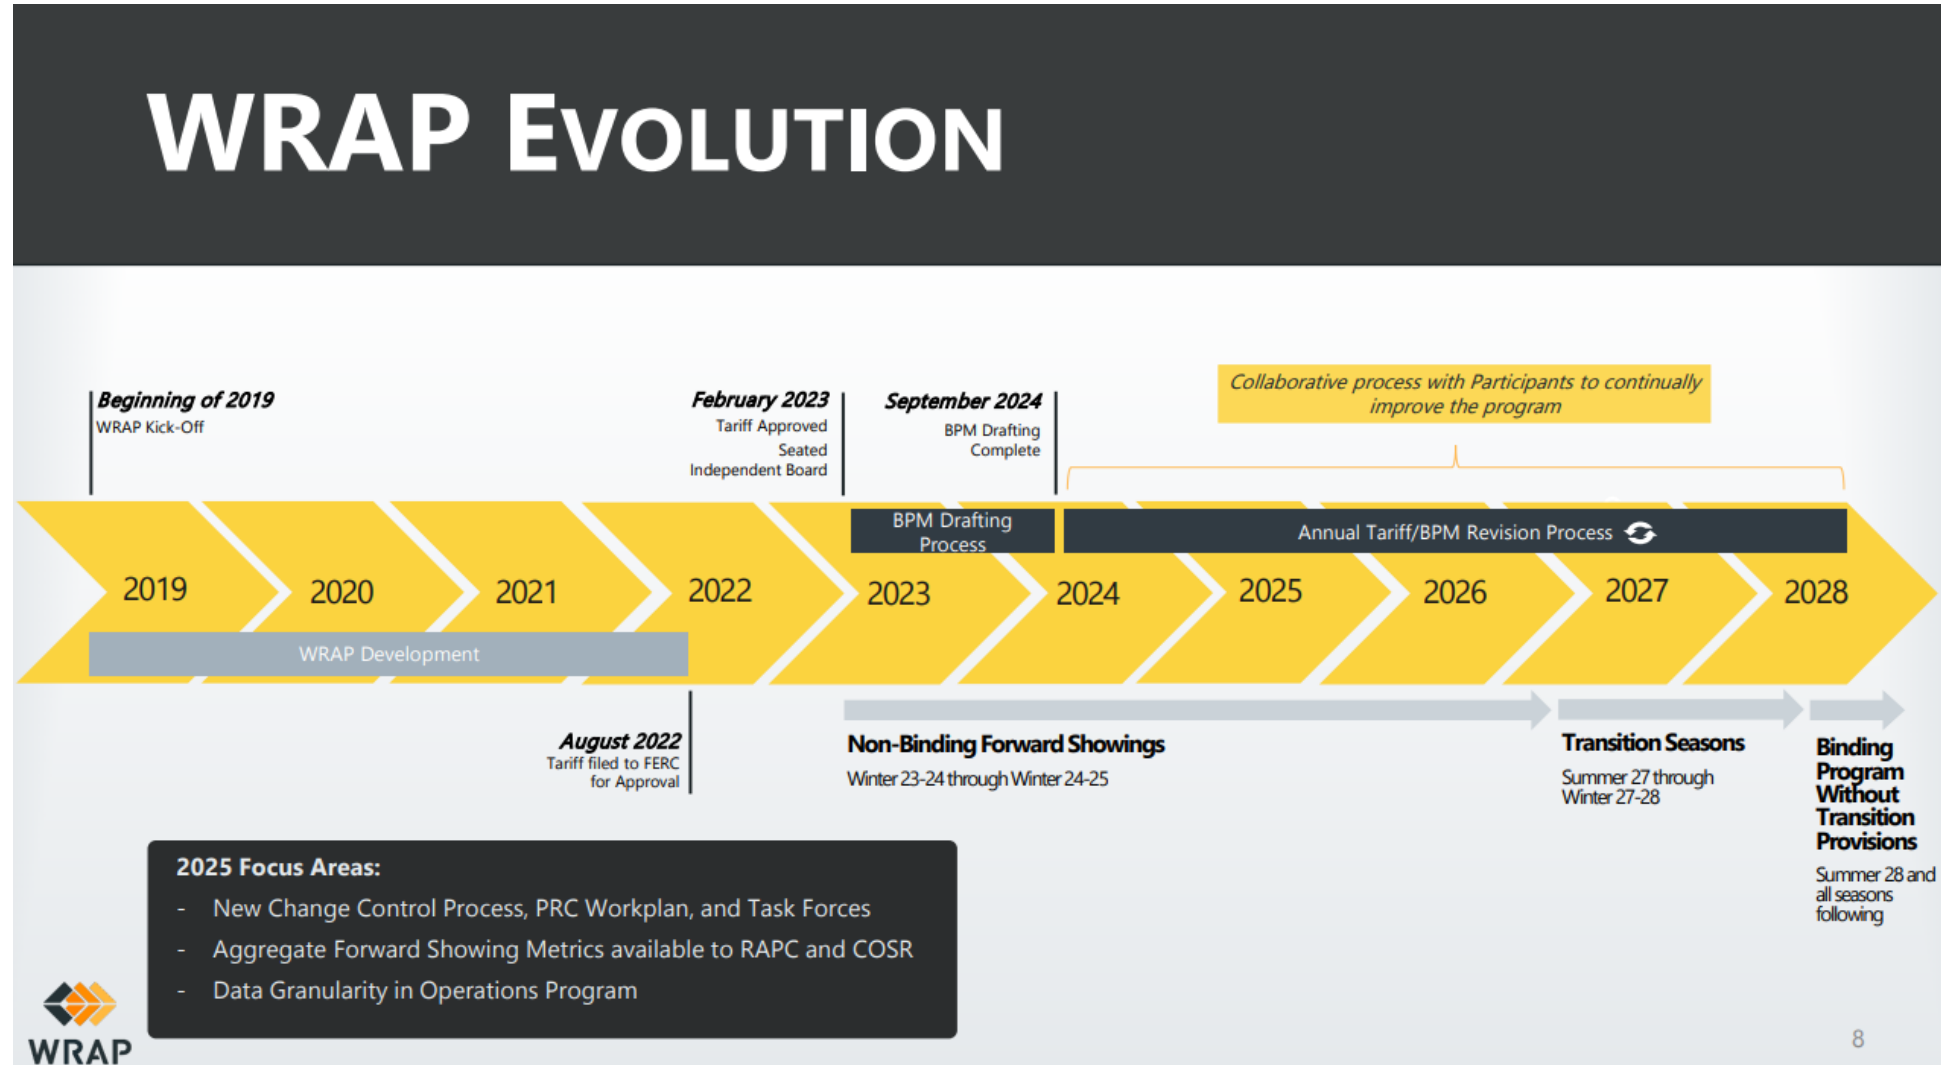 WRAP EVOLUTION
Beginning of 2019
WRAP Kick-Off
February 2023
Tariff Approved
Seated
Independent Board
September 2024
BPM Drafting
Complete
Collaborative process with Participants to continually
improve the program
BPM Drafting
Process
Annual Tariff/BPM Revision Process
2019
2020
2021
2022
2023
2024
2025
2026
2027
2028
WRAP Development
August 2022
Tariff filed to FERC
for Approval
Non-Binding Forward Showings
Winter 23-24 through Winter 24-25
Transition Seasons
Summer 27 through
Winter 27-28
Binding
Program
Without
Transition
Provisions
Summer 28 and
all seasons
following
2025 Focus Areas:
- New Change Control Process, PRC Workplan, and Task Forces
- Aggregate Forward Showing Metrics available to RAPC and COSR
- Data Granularity in Operations Program
WRAP
8